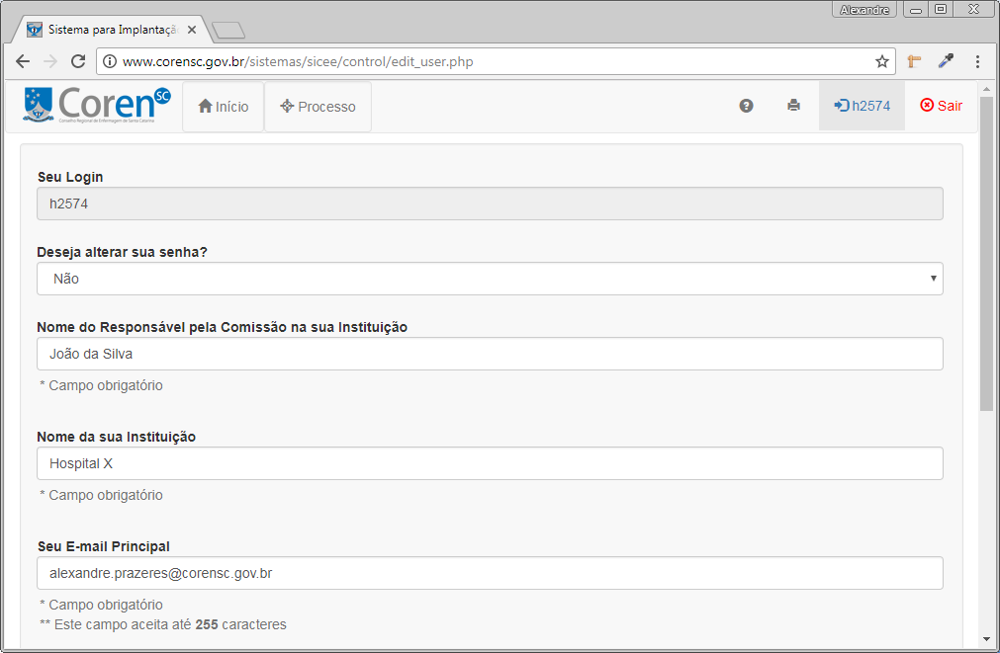 Alexandre
Sistema para Implantaçã
www.corensc.gov.br/sistemas/sicee/control/edit_user.php
Coren SC
Conselho Regional de Enfermagem de Santa Catarina
Início
Processo
h2574
Sair
Seu Login
h2574
Deseja alterar sua senha?
Não
Nome do Responsável pela Comissão na sua Instituição
João da Silva
* Campo obrigatório
Nome da sua Instituição
Hospital X
* Campo obrigatório
Seu E-mail Principal
alexandre.prazeres@corensc.gov.br
* Campo obrigatório
** Este campo aceita até 255 caracteres